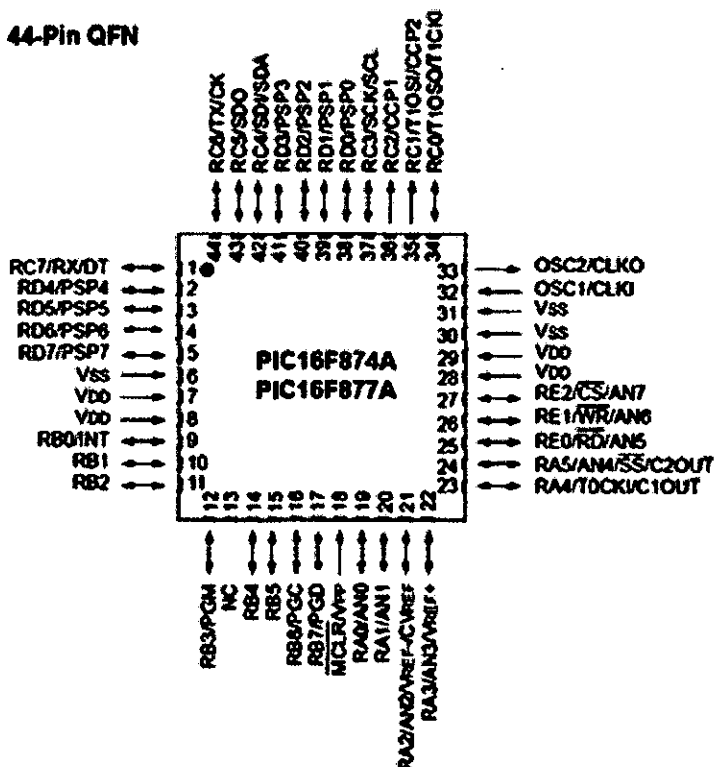 44-Pin QFN
RC6/TX/CK
RC5/SDO
RC4/SDI/SDA
RD3/PSP3
RD2/PSP2
RD1/PSP1
RD0/PSP0
RC3/SCK/SCL
RC2/CCP1
RC1/T1OSI/CCP2
RC0/T1OSO/T1CKI
44 43 42 41 40 39 38 37 36 35 34
RC7/RX/DT 1
RD4/PSP4 2
RD5/PSP5 3
RD6/PSP6 4
RD7/PSP7 5
VSS 6
VDD 7
VDD 8
RB0/INT 9
RB1 10
RB2 11
PIC16F874A
PIC16F877A
33 OSC2/CLKO
32 OSC1/CLKI
31 VSS
30 VSS
29 VDD
28 VDD
27 RE2/C̅S̅/AN7
26 RE1/W̅R̅/AN6
25 RE0/R̅D̅/AN5
24 RA5/AN4/S̅S̅/C2OUT
23 RA4/T0CKI/C1OUT
12 13 14 15 16 17 18 19 20 21 22
RB3/PGM
NC
RB4
RB5
RB6/PGC
RB7/PGD
M̅C̅L̅R̅/VPP
RA0/AN0
RA1/AN1
RA2/AN2/VREF-/CVREF
RA3/AN3/VREF+